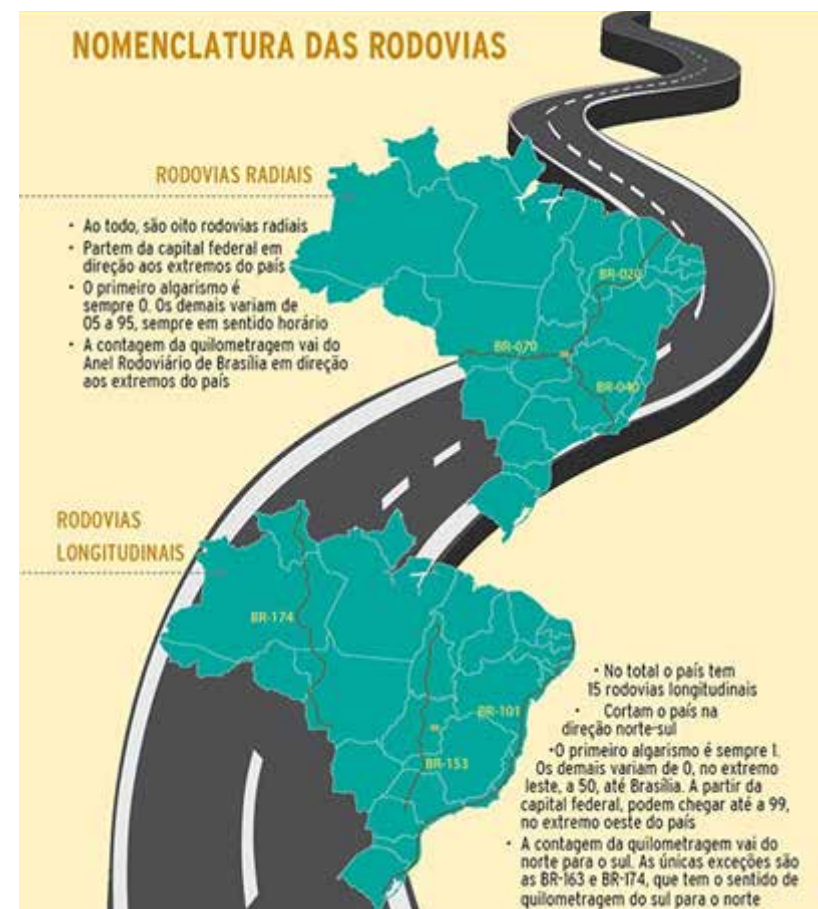 NOMENCLATURA DAS RODOVIAS
RODOVIAS RADIAIS
• Ao todo, são oito rodovias radiais
• Partem da capital federal em
direção aos extremos do país
• O primeiro algarismo é
sempre 0. Os demais variam de
05 a 95, sempre em sentido horário
• A contagem da quilometragem vai do
Anel Rodoviário de Brasília em direção
aos extremos do país
BR-020
BR-070
BR-040
RODOVIAS
LONGITUDINAIS
BR-174
BR-101
BR-153
• No total o país tem
15 rodovias longitudinais
• Cortam o país na
direção norte-sul
•O primeiro algarismo é sempre 1.
Os demais variam de 0, no extremo
leste, a 50, até Brasília. A partir da
capital federal, podem chegar até a 99,
no extremo oeste do país
• A contagem da quilometragem vai do
norte para o sul. As únicas exceções são
as BR-163 e BR-174, que tem o sentido de
quilometragem do sul para o norte